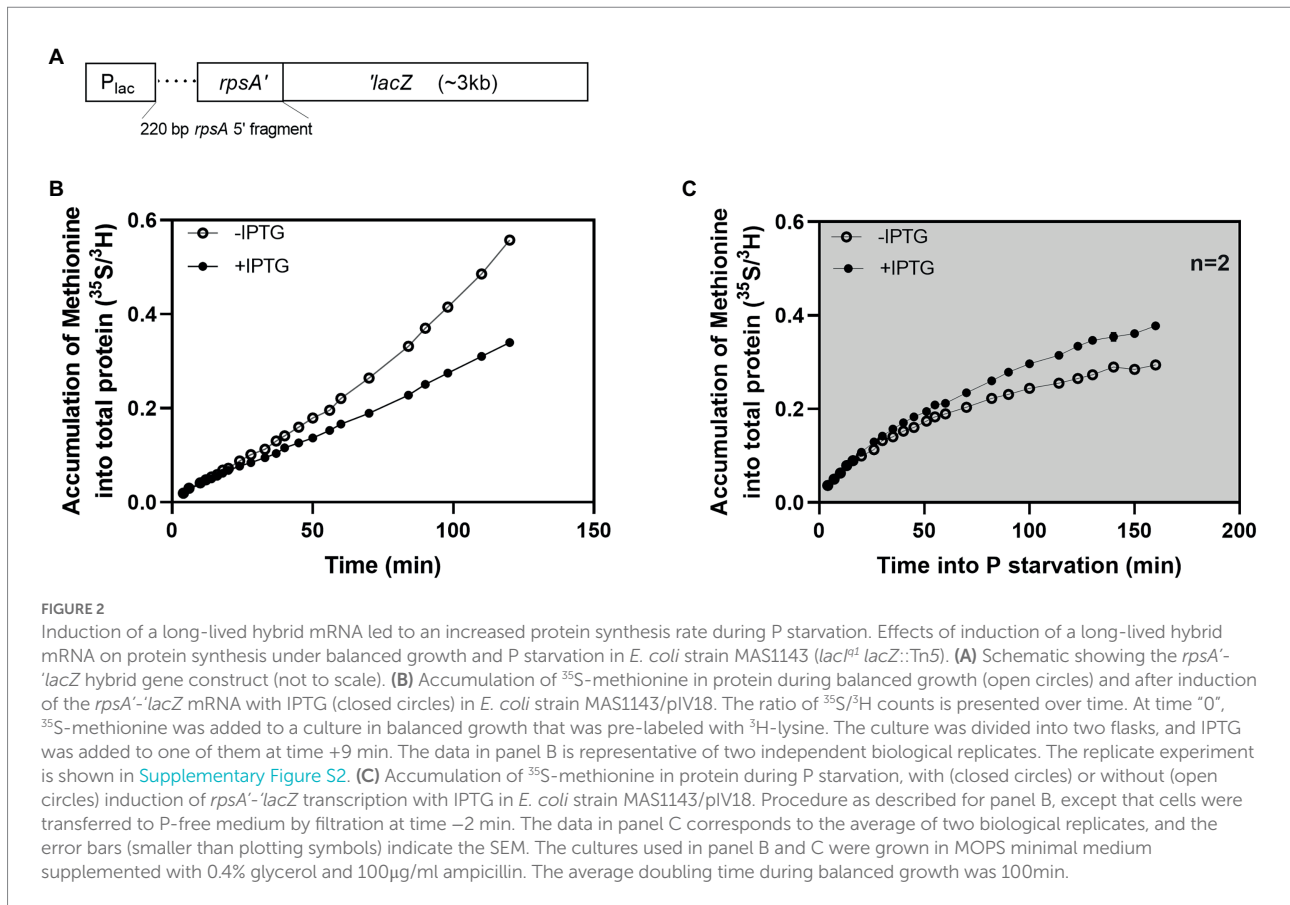 A
P_lac
rpsA'
'lacZ (~3kb)
220 bp rpsA 5' fragment
B
Accumulation of Methionine
into total protein (³⁵S/³H)
0.6
0.4
0.2
0.0
-IPTG
+IPTG
0 50 100 150
Time (min)
C
Accumulation of Methionine
into total protein (³⁵S/³H)
0.6
0.4
0.2
0.0
-IPTG
+IPTG
n=2
0 50 100 150 200
Time into P starvation (min)
FIGURE 2
Induction of a long-lived hybrid mRNA led to an increased protein synthesis rate during P starvation. Effects of induction of a long-lived hybrid
mRNA on protein synthesis under balanced growth and P starvation in E. coli strain MAS1143 (lacI^q1 lacZ::Tn5). (A) Schematic showing the rpsA'-
'lacZ hybrid gene construct (not to scale). (B) Accumulation of ³⁵S-methionine in protein during balanced growth (open circles) and after induction
of the rpsA'-'lacZ mRNA with IPTG (closed circles) in E. coli strain MAS1143/pIV18. The ratio of ³⁵S/³H counts is presented over time. At time “0”,
³⁵S-methionine was added to a culture in balanced growth that was pre-labeled with ³H-lysine. The culture was divided into two flasks, and IPTG
was added to one of them at time +9 min. The data in panel B is representative of two independent biological replicates. The replicate experiment
is shown in Supplementary Figure S2. (C) Accumulation of ³⁵S-methionine in protein during P starvation, with (closed circles) or without (open
circles) induction of rpsA'-'lacZ transcription with IPTG in E. coli strain MAS1143/pIV18. Procedure as described for panel B, except that cells were
transferred to P-free medium by filtration at time −2 min. The data in panel C corresponds to the average of two biological replicates, and the
error bars (smaller than plotting symbols) indicate the SEM. The cultures used in panel B and C were grown in MOPS minimal medium
supplemented with 0.4% glycerol and 100μg/ml ampicillin. The average doubling time during balanced growth was 100min.